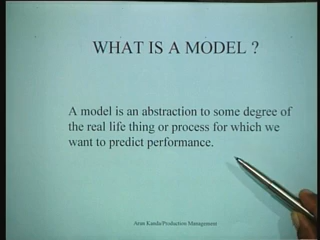 WHAT IS A MODEL ?
A model is an abstraction to some degree of
the real life thing or process for which we
want to predict performance.
Arun Kanda/Production Management